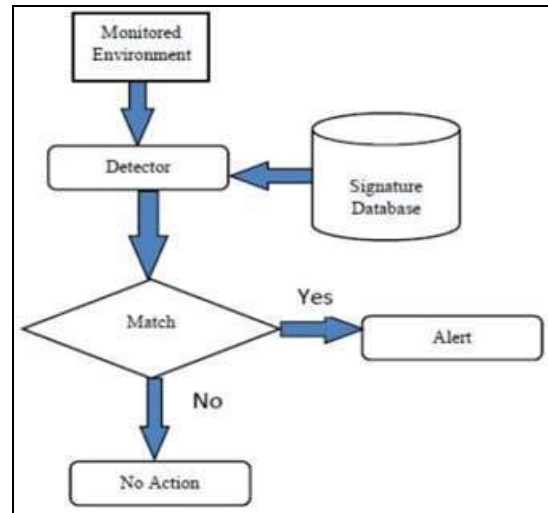 Monitored
Environment
Detector
Signature
Database
Match
Yes
Alert
No
No Action